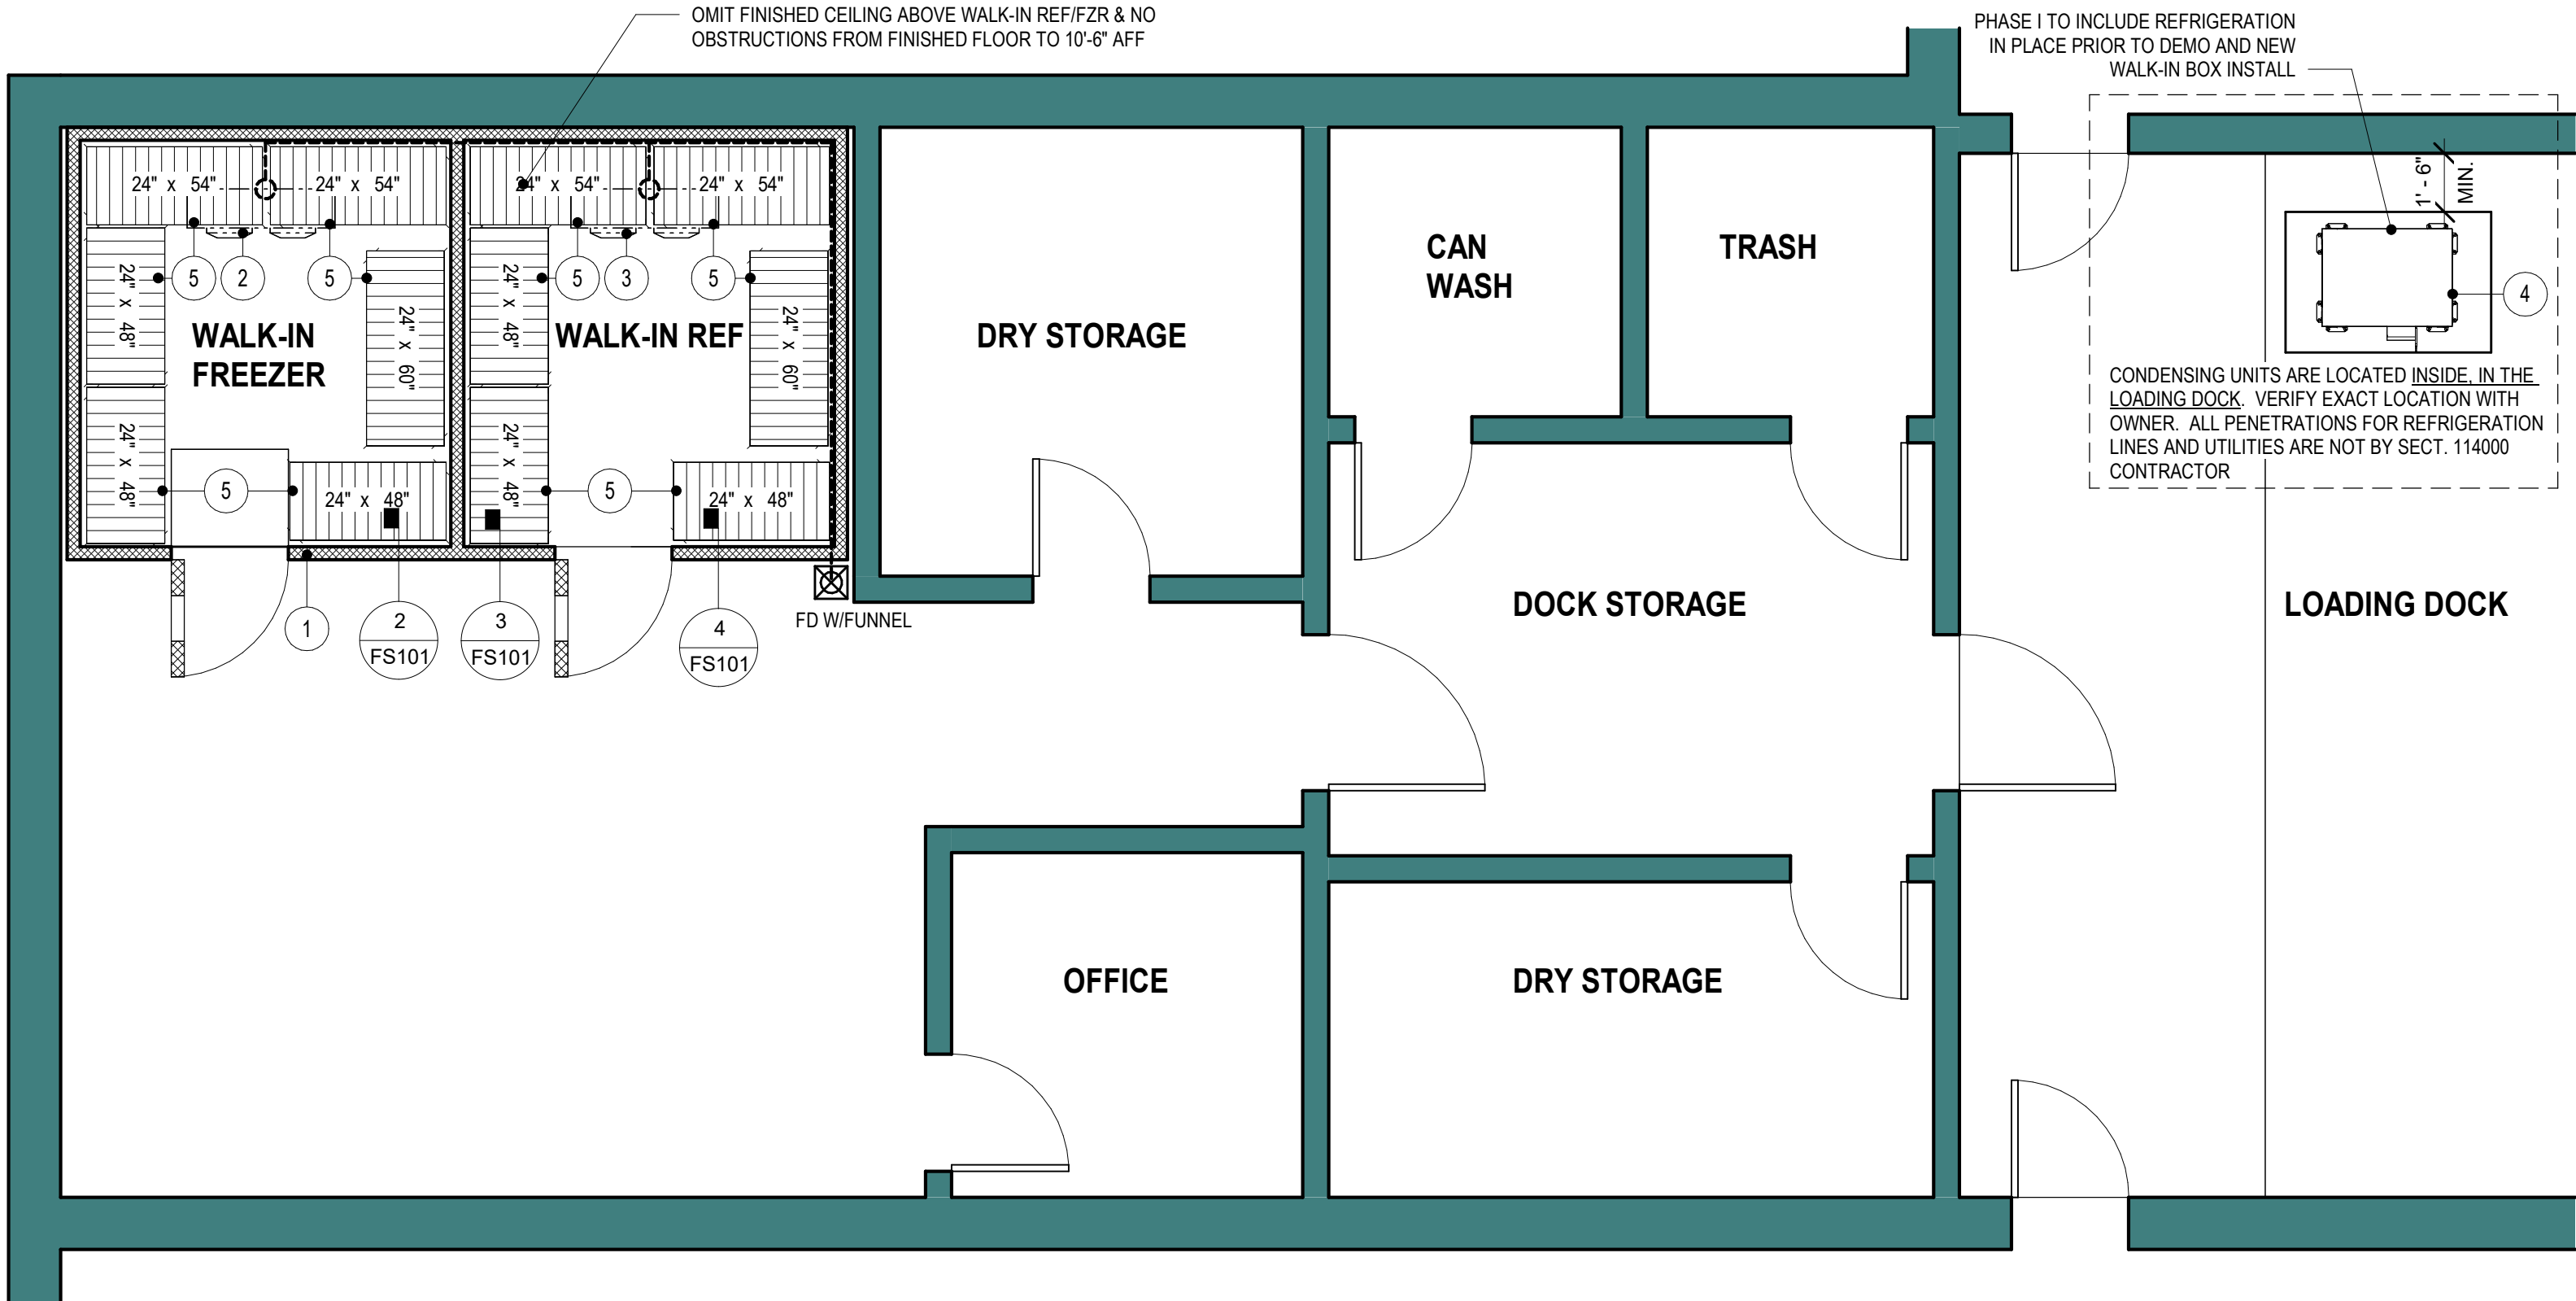 OMIT FINISHED CEILING ABOVE WALK-IN REF/FZR & NO
OBSTRUCTIONS FROM FINISHED FLOOR TO 10'-6" AFF
PHASE I TO INCLUDE REFRIGERATION
IN PLACE PRIOR TO DEMO AND NEW
WALK-IN BOX INSTALL
24" x 54"
24" x 54"
24" x 54"
24" x 54"
1' - 6"
MIN.
5
2
5
5
3
5
4
24" x 48"
24" x 60"
24" x 48"
24" x 60"
WALK-IN
FREEZER
WALK-IN REF
DRY STORAGE
CAN
WASH
TRASH
CONDENSING UNITS ARE LOCATED INSIDE, IN THE
LOADING DOCK. VERIFY EXACT LOCATION WITH
OWNER. ALL PENETRATIONS FOR REFRIGERATION
LINES AND UTILITIES ARE NOT BY SECT. 114000
CONTRACTOR
24" x 48"
5
24" x 48"
24" x 48"
5
24" x 48"
1
2
FS101
3
FS101
4
FS101
FD W/FUNNEL
DOCK STORAGE
LOADING DOCK
OFFICE
DRY STORAGE